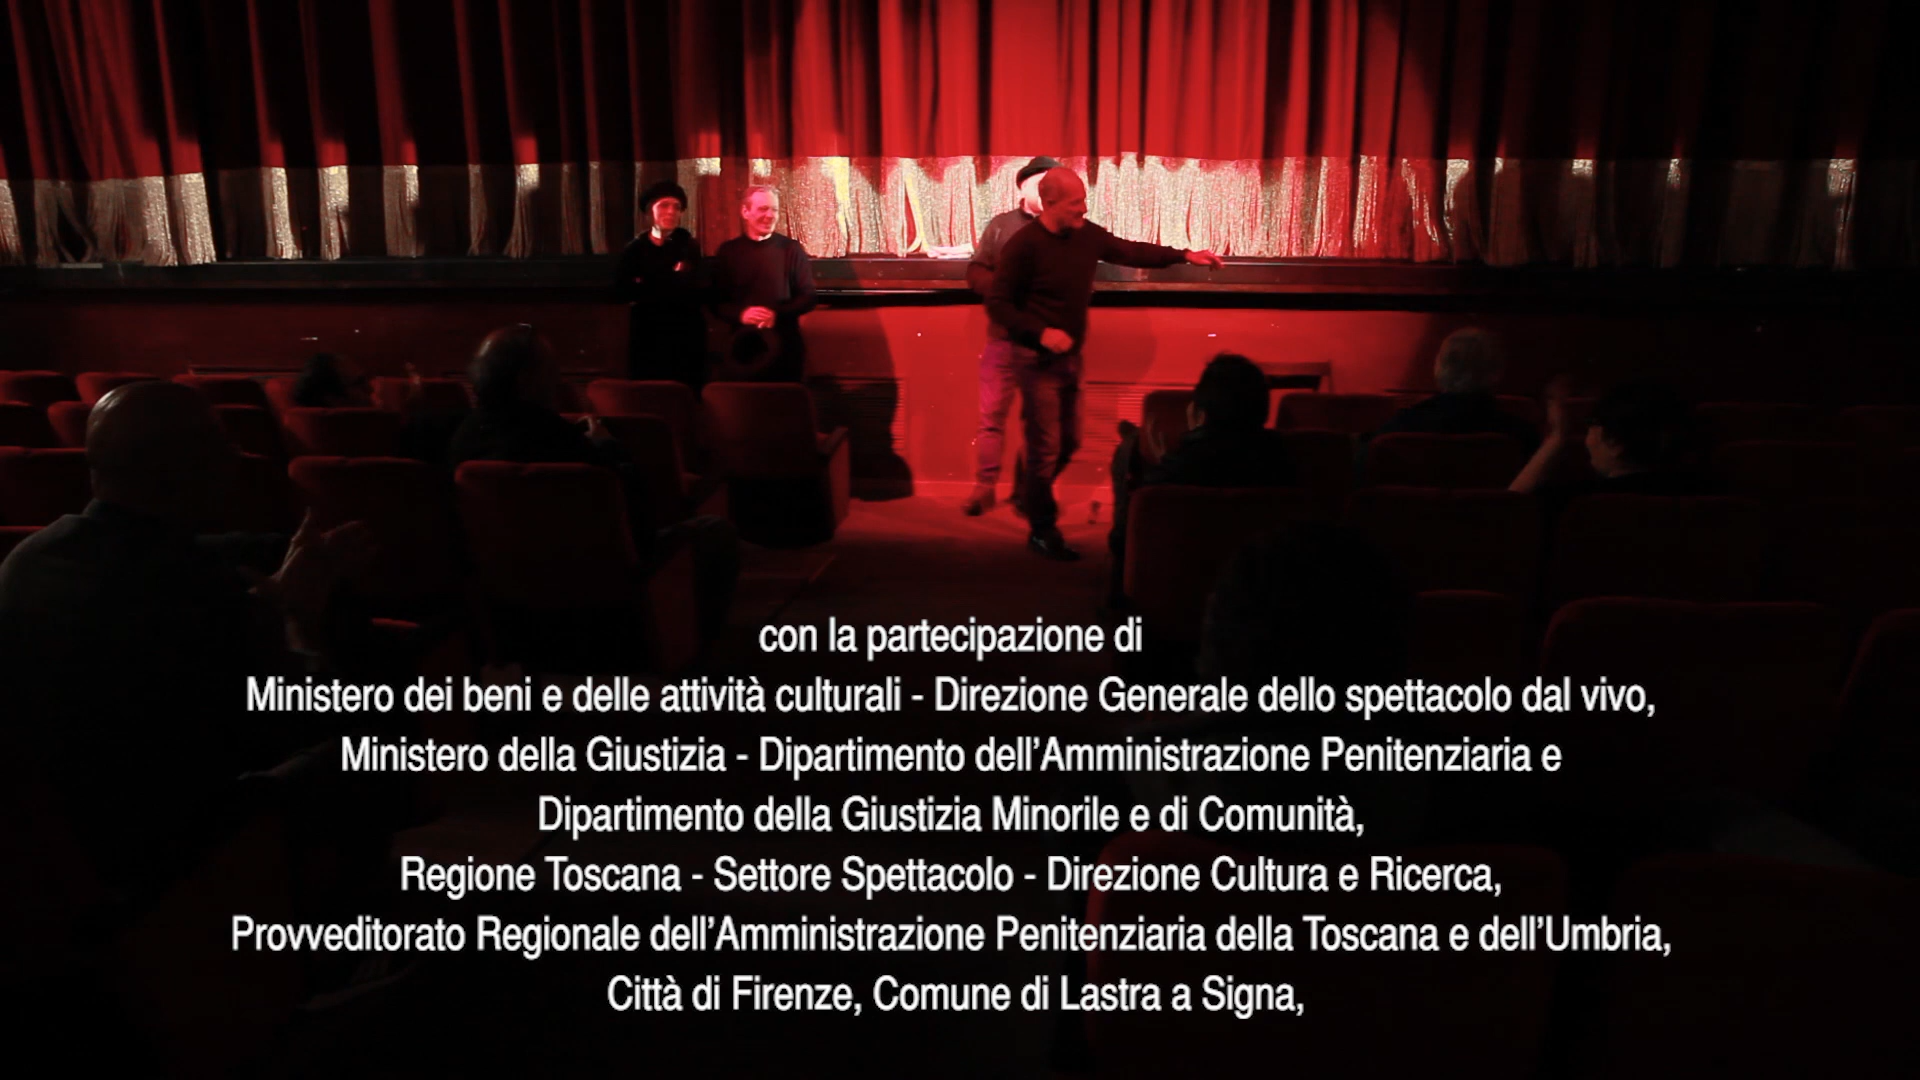 con la partecipazione di
Ministero dei beni e delle attività culturali - Direzione Generale dello spettacolo dal vivo,
Ministero della Giustizia - Dipartimento dell’Amministrazione Penitenziaria e
Dipartimento della Giustizia Minorile e di Comunità,
Regione Toscana - Settore Spettacolo - Direzione Cultura e Ricerca,
Provveditorato Regionale dell’Amministrazione Penitenziaria della Toscana e dell’Umbria,
Città di Firenze, Comune di Lastra a Signa,